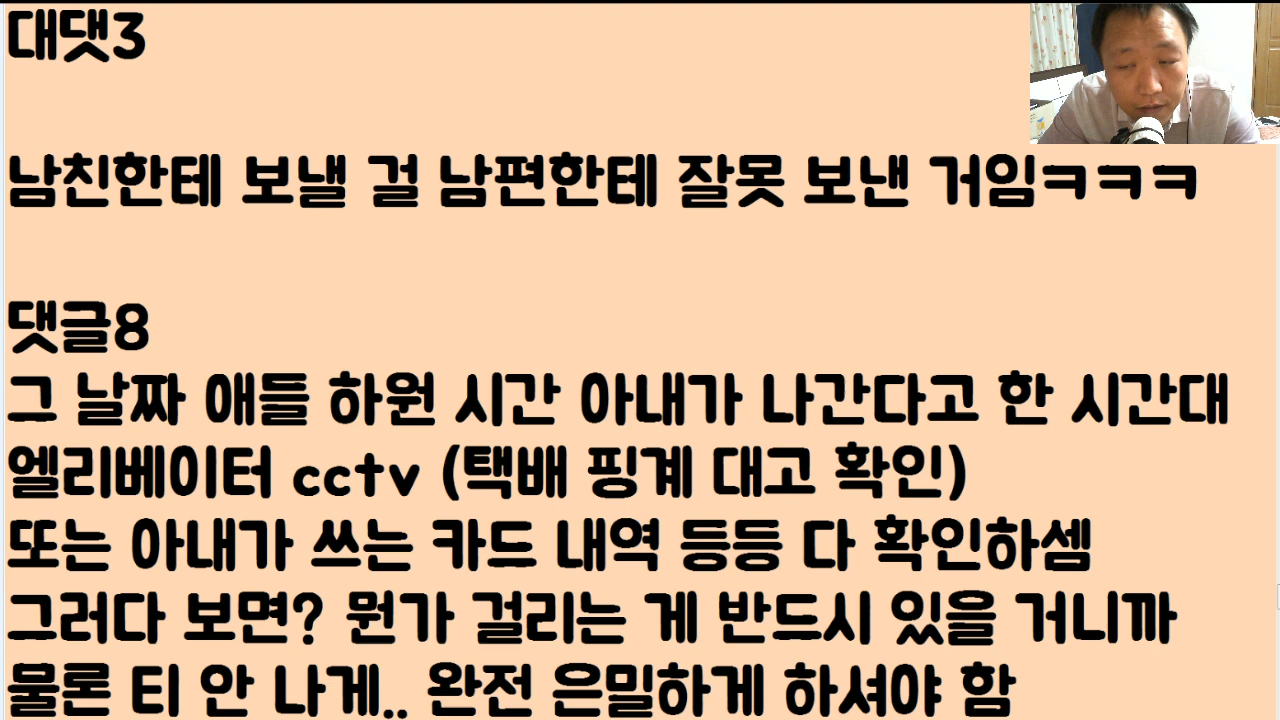 대댓3
남친한테 보낼 걸 남편한테 잘못 보낸 거임ㅋㅋㅋ
댓글8
그 날짜 애들 하원 시간 아내가 나간다고 한 시간대
엘리베이터 cctv (택배 핑계 대고 확인)
또는 아내가 쓰는 카드 내역 등등 다 확인하셈
그러다 보면? 뭔가 걸리는 게 반드시 있을 거니까
물론 티 안 나게.. 완전 은밀하게 하셔야 함